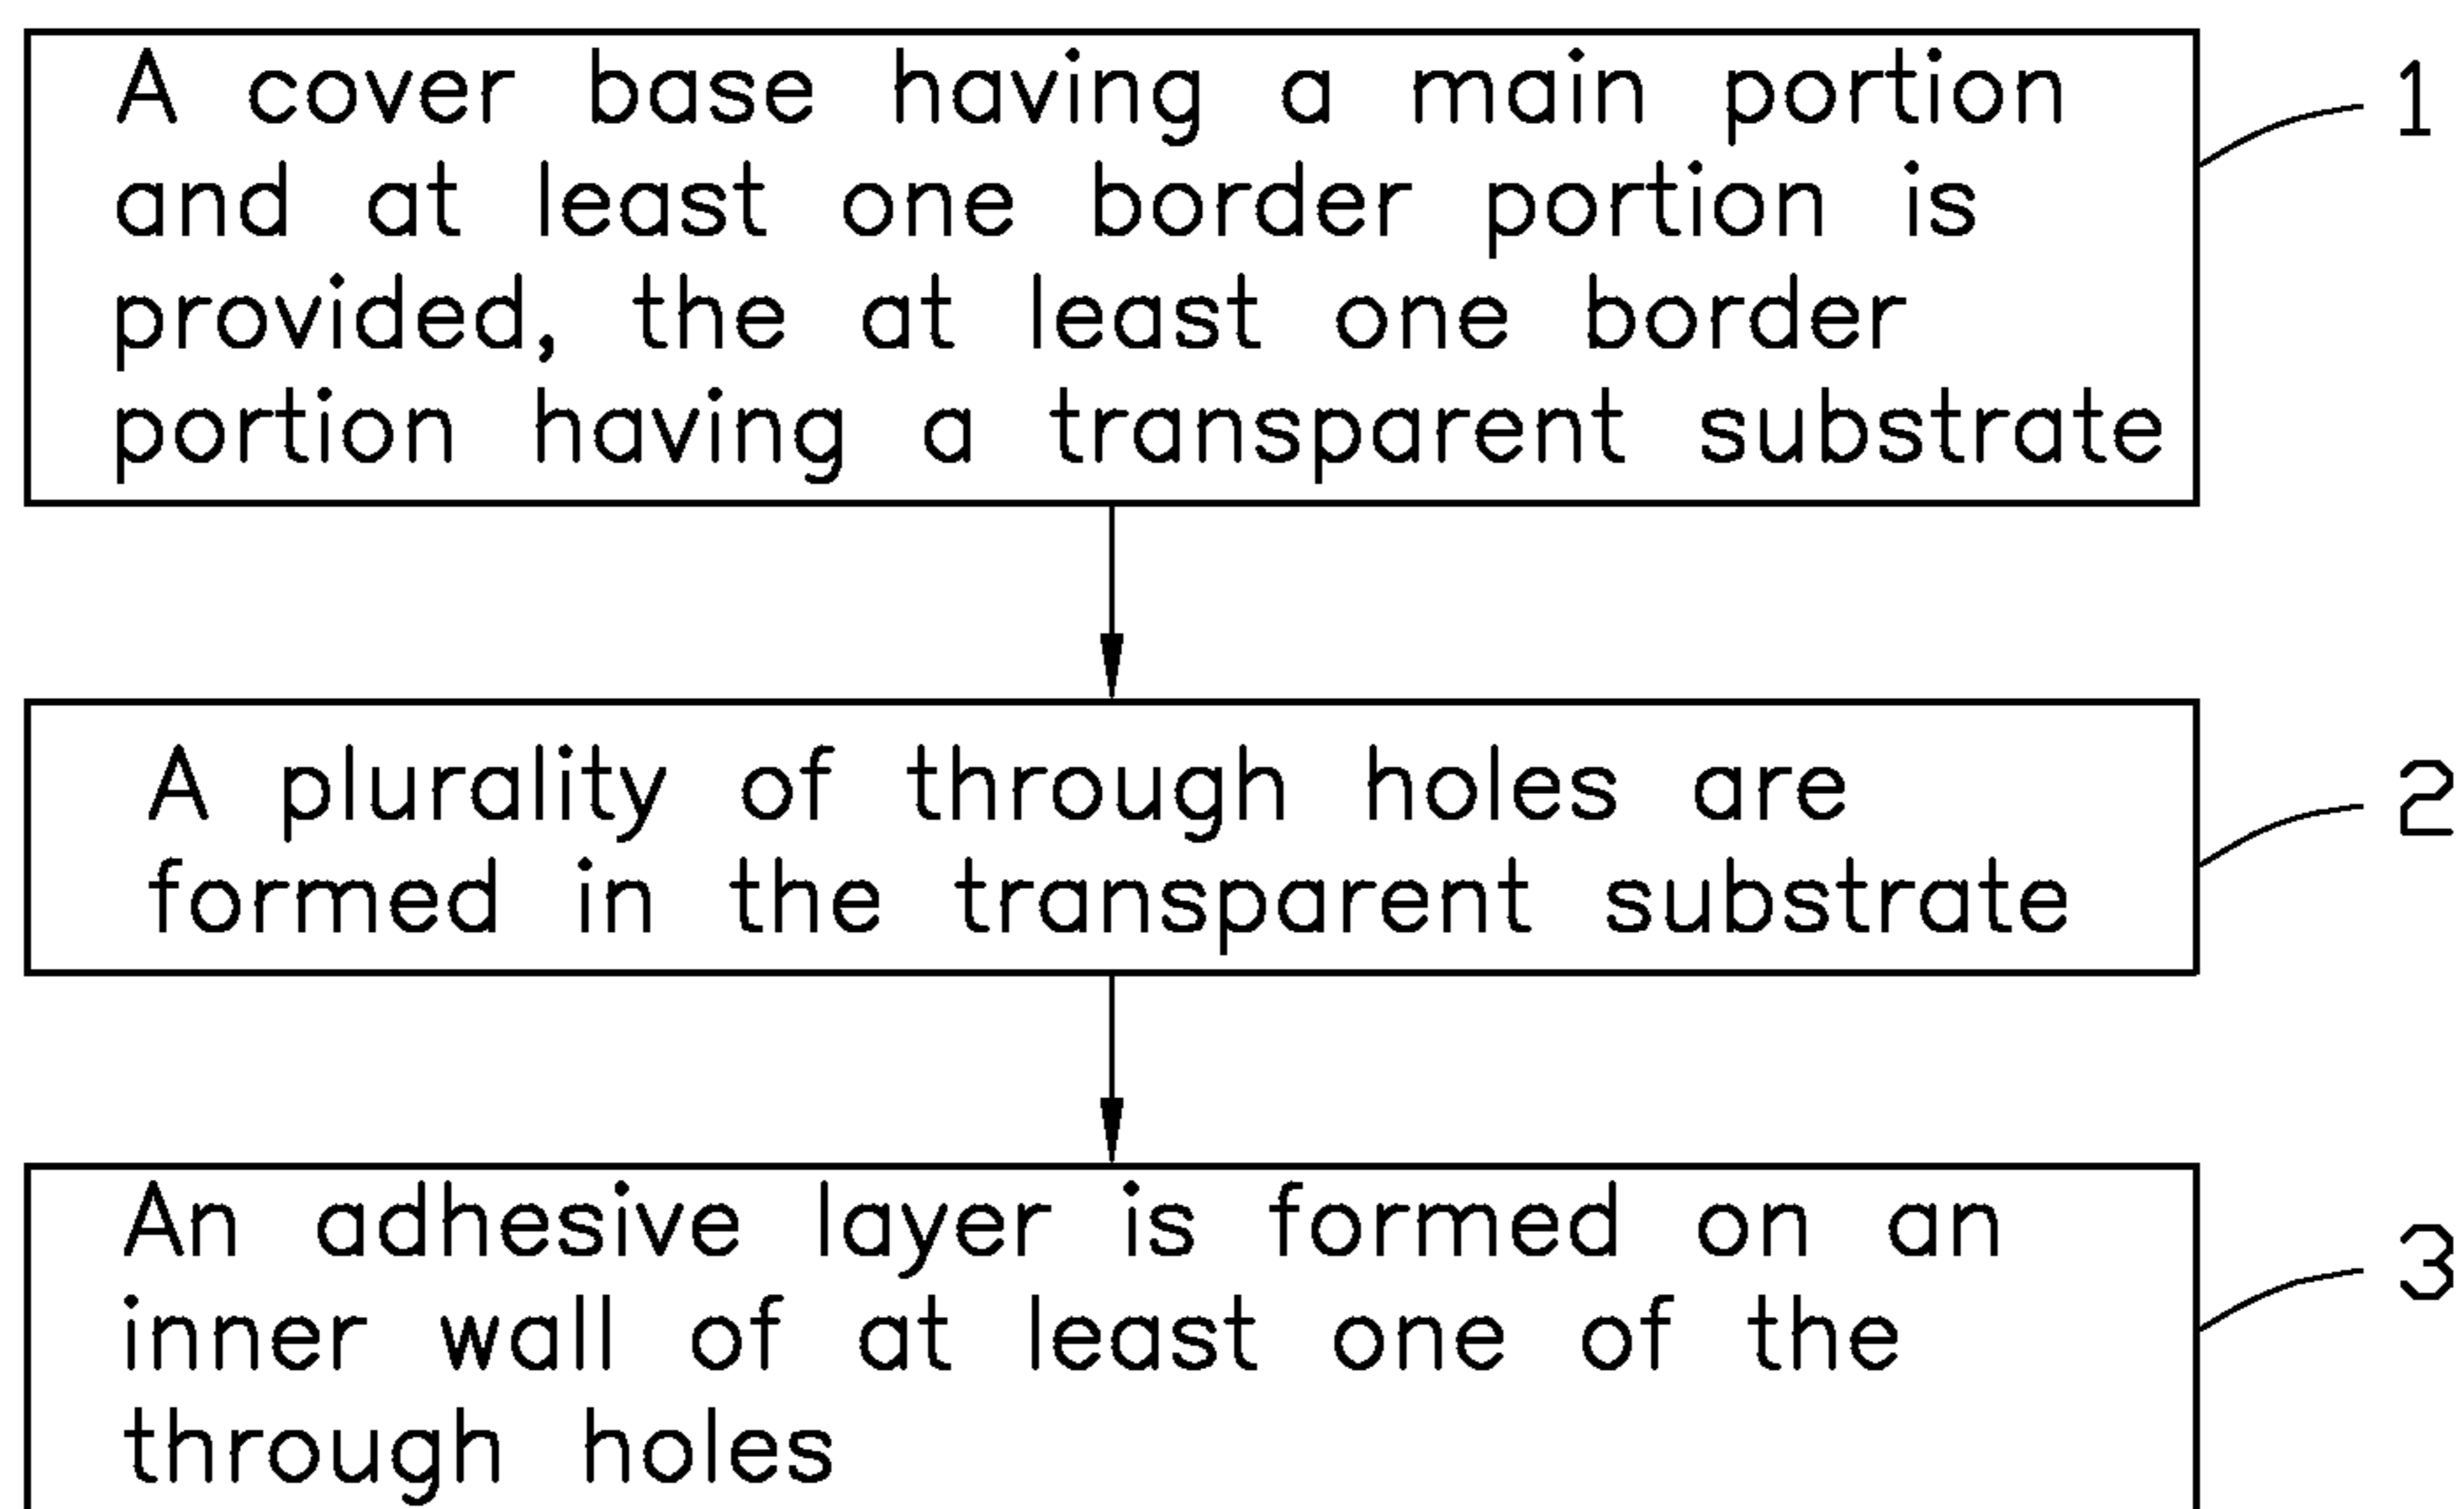 A cover base having a main portion
and at least one border portion is
provided, the at least one border
portion having a transparent substrate
1
A plurality of through holes are
formed in the transparent substrate
2
An adhesive layer is formed on an
inner wall of at least one of the
through holes
3